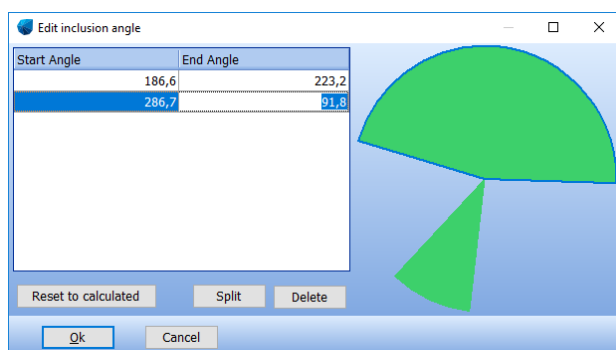 Edit inclusion angle
Start Angle End Angle
186,6 223,2
286,7 91,8
Reset to calculated Split Delete
Ok Cancel